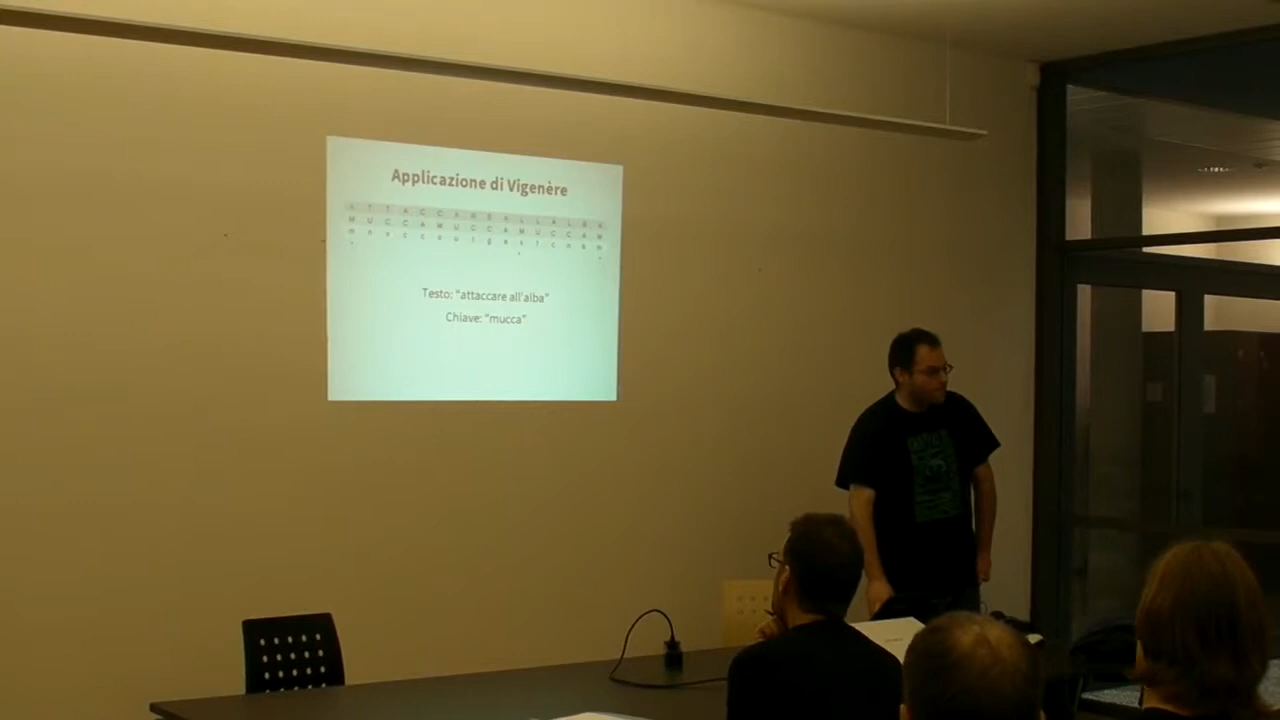 Applicazione di Vigenère
A T T A C C A R E A L L A L B A
M U C C A M U C C A M U C C A M
Testo: "attaccare all'alba"
Chiave: "mucca"